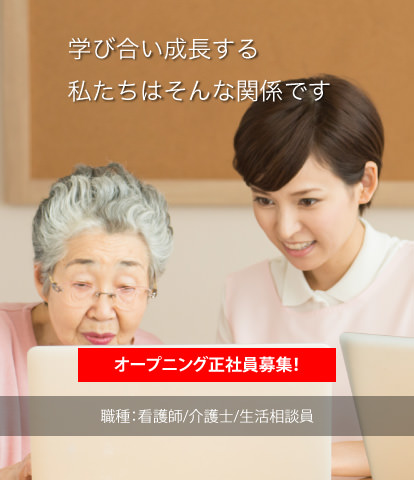 学び合い成長する
私たちはそんな関係です
オープニング正社員募集!
職種：看護師/介護士/生活相談員